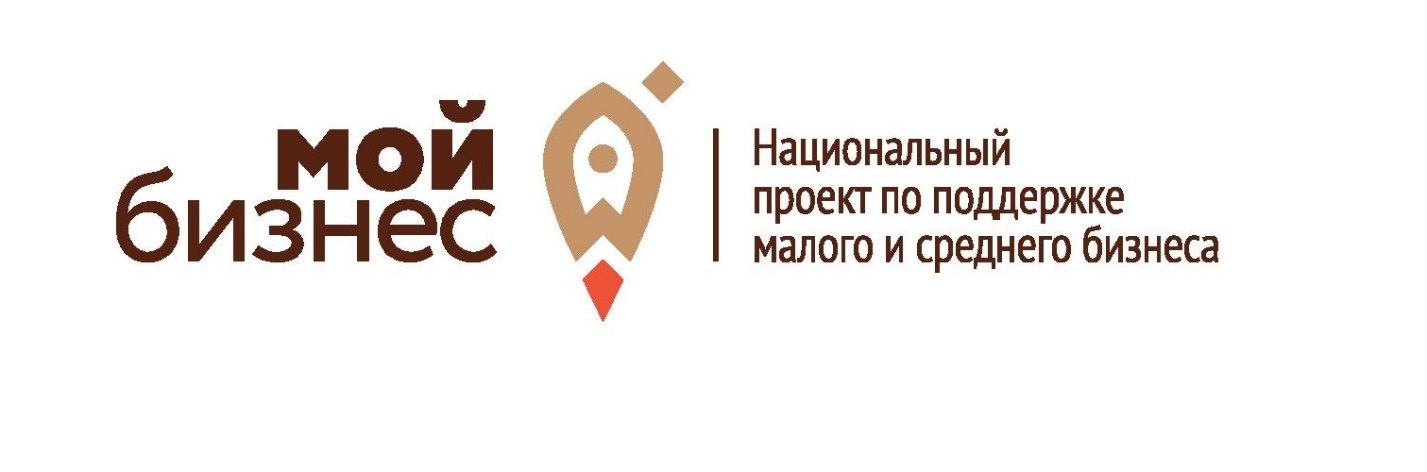 мой
бизнес
Национальный
проект по поддержке
малого и среднего бизнеса